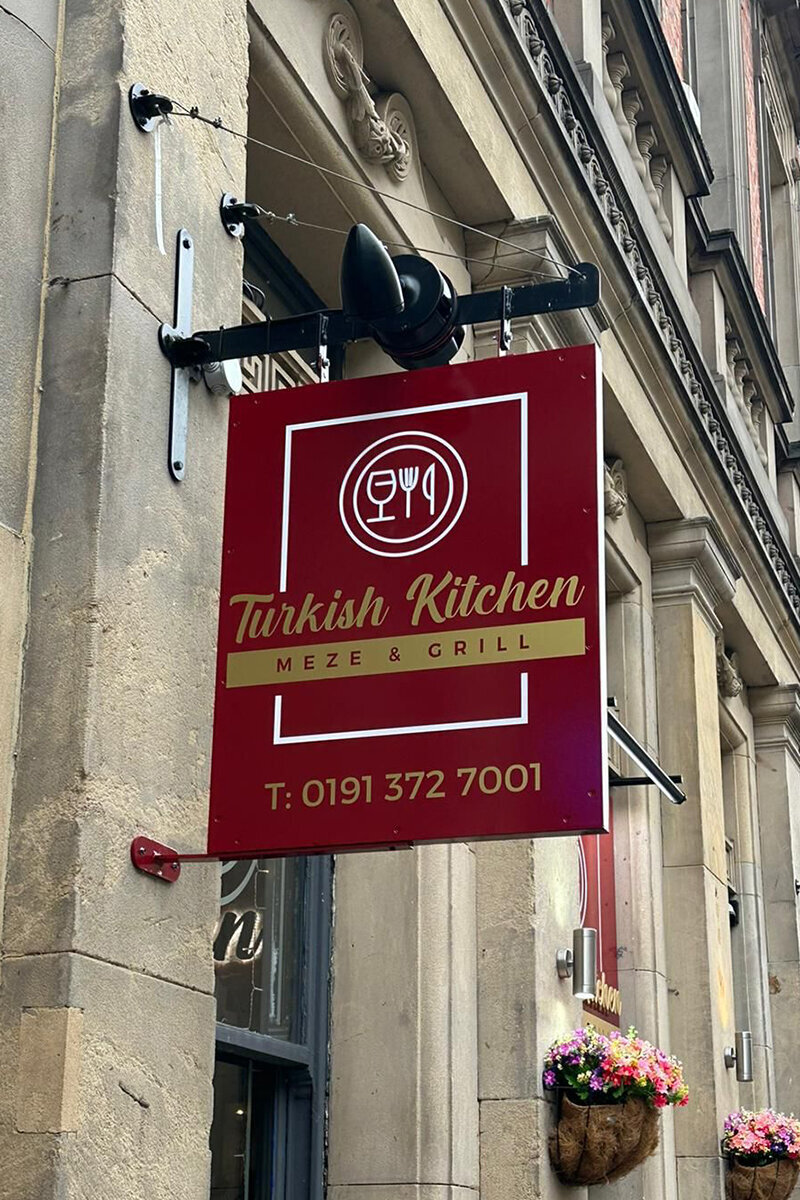 Turkish Kitchen
MEZE & GRILL
T: 0191 372 7001